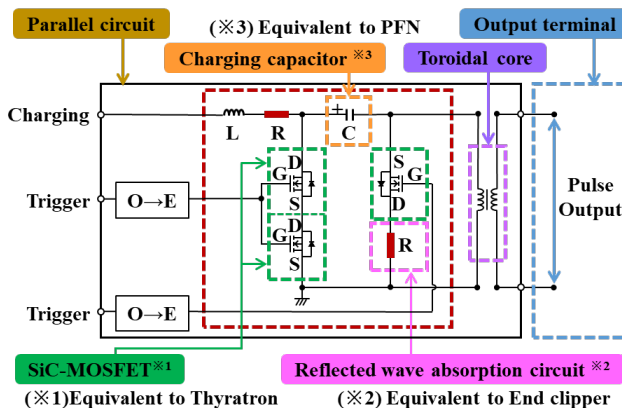 Parallel circuit
(※3) Equivalent to PFN
Output terminal
Charging capacitor ※3
Toroidal core
Charging
L
R
+
C
D
G
S
S
G
D
Trigger
O→E
D
G
S
R
Pulse
Output
Trigger
O→E
SiC-MOSFET※1
Reflected wave absorption circuit ※2
(※1)Equivalent to Thyratron
(※2) Equivalent to End clipper